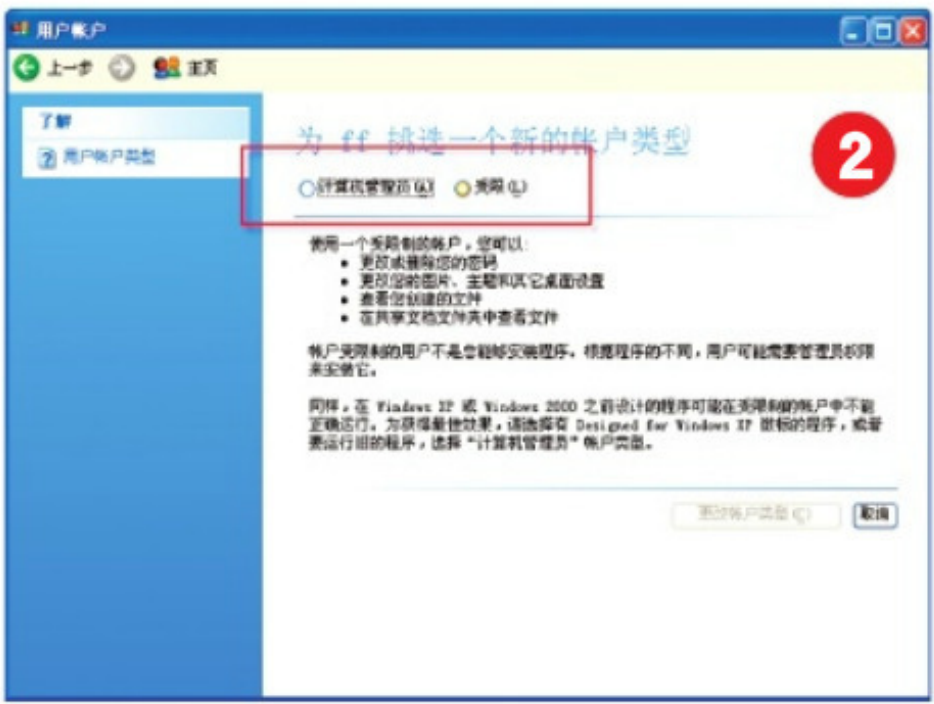 用户帐户
上一步 主页
2
了解
用户帐户类型
为 ff 挑选一个新的帐户类型
计算机管理员(A) 受限(L)
使用一个受限制的帐户，您可以:
• 更改或删除您的密码
• 更改您的图片、主题和其它桌面设置
• 查看您创建的文件
• 在共享文档文件夹中查看文件
帐户受限制的用户不是总能够安装程序。根据程序的不同，用户可能需要管理员权限
来安装它。
同样，在 Windows XP 或 Windows 2000 之前设计的程序可能在受限制的帐户中不能
正确运行。为获得最佳效果，请选择有 Designed for Windows XP 徽标的程序，或者
要运行旧的程序，选择“计算机管理员”帐户类型。
更改帐户类型(C) 取消